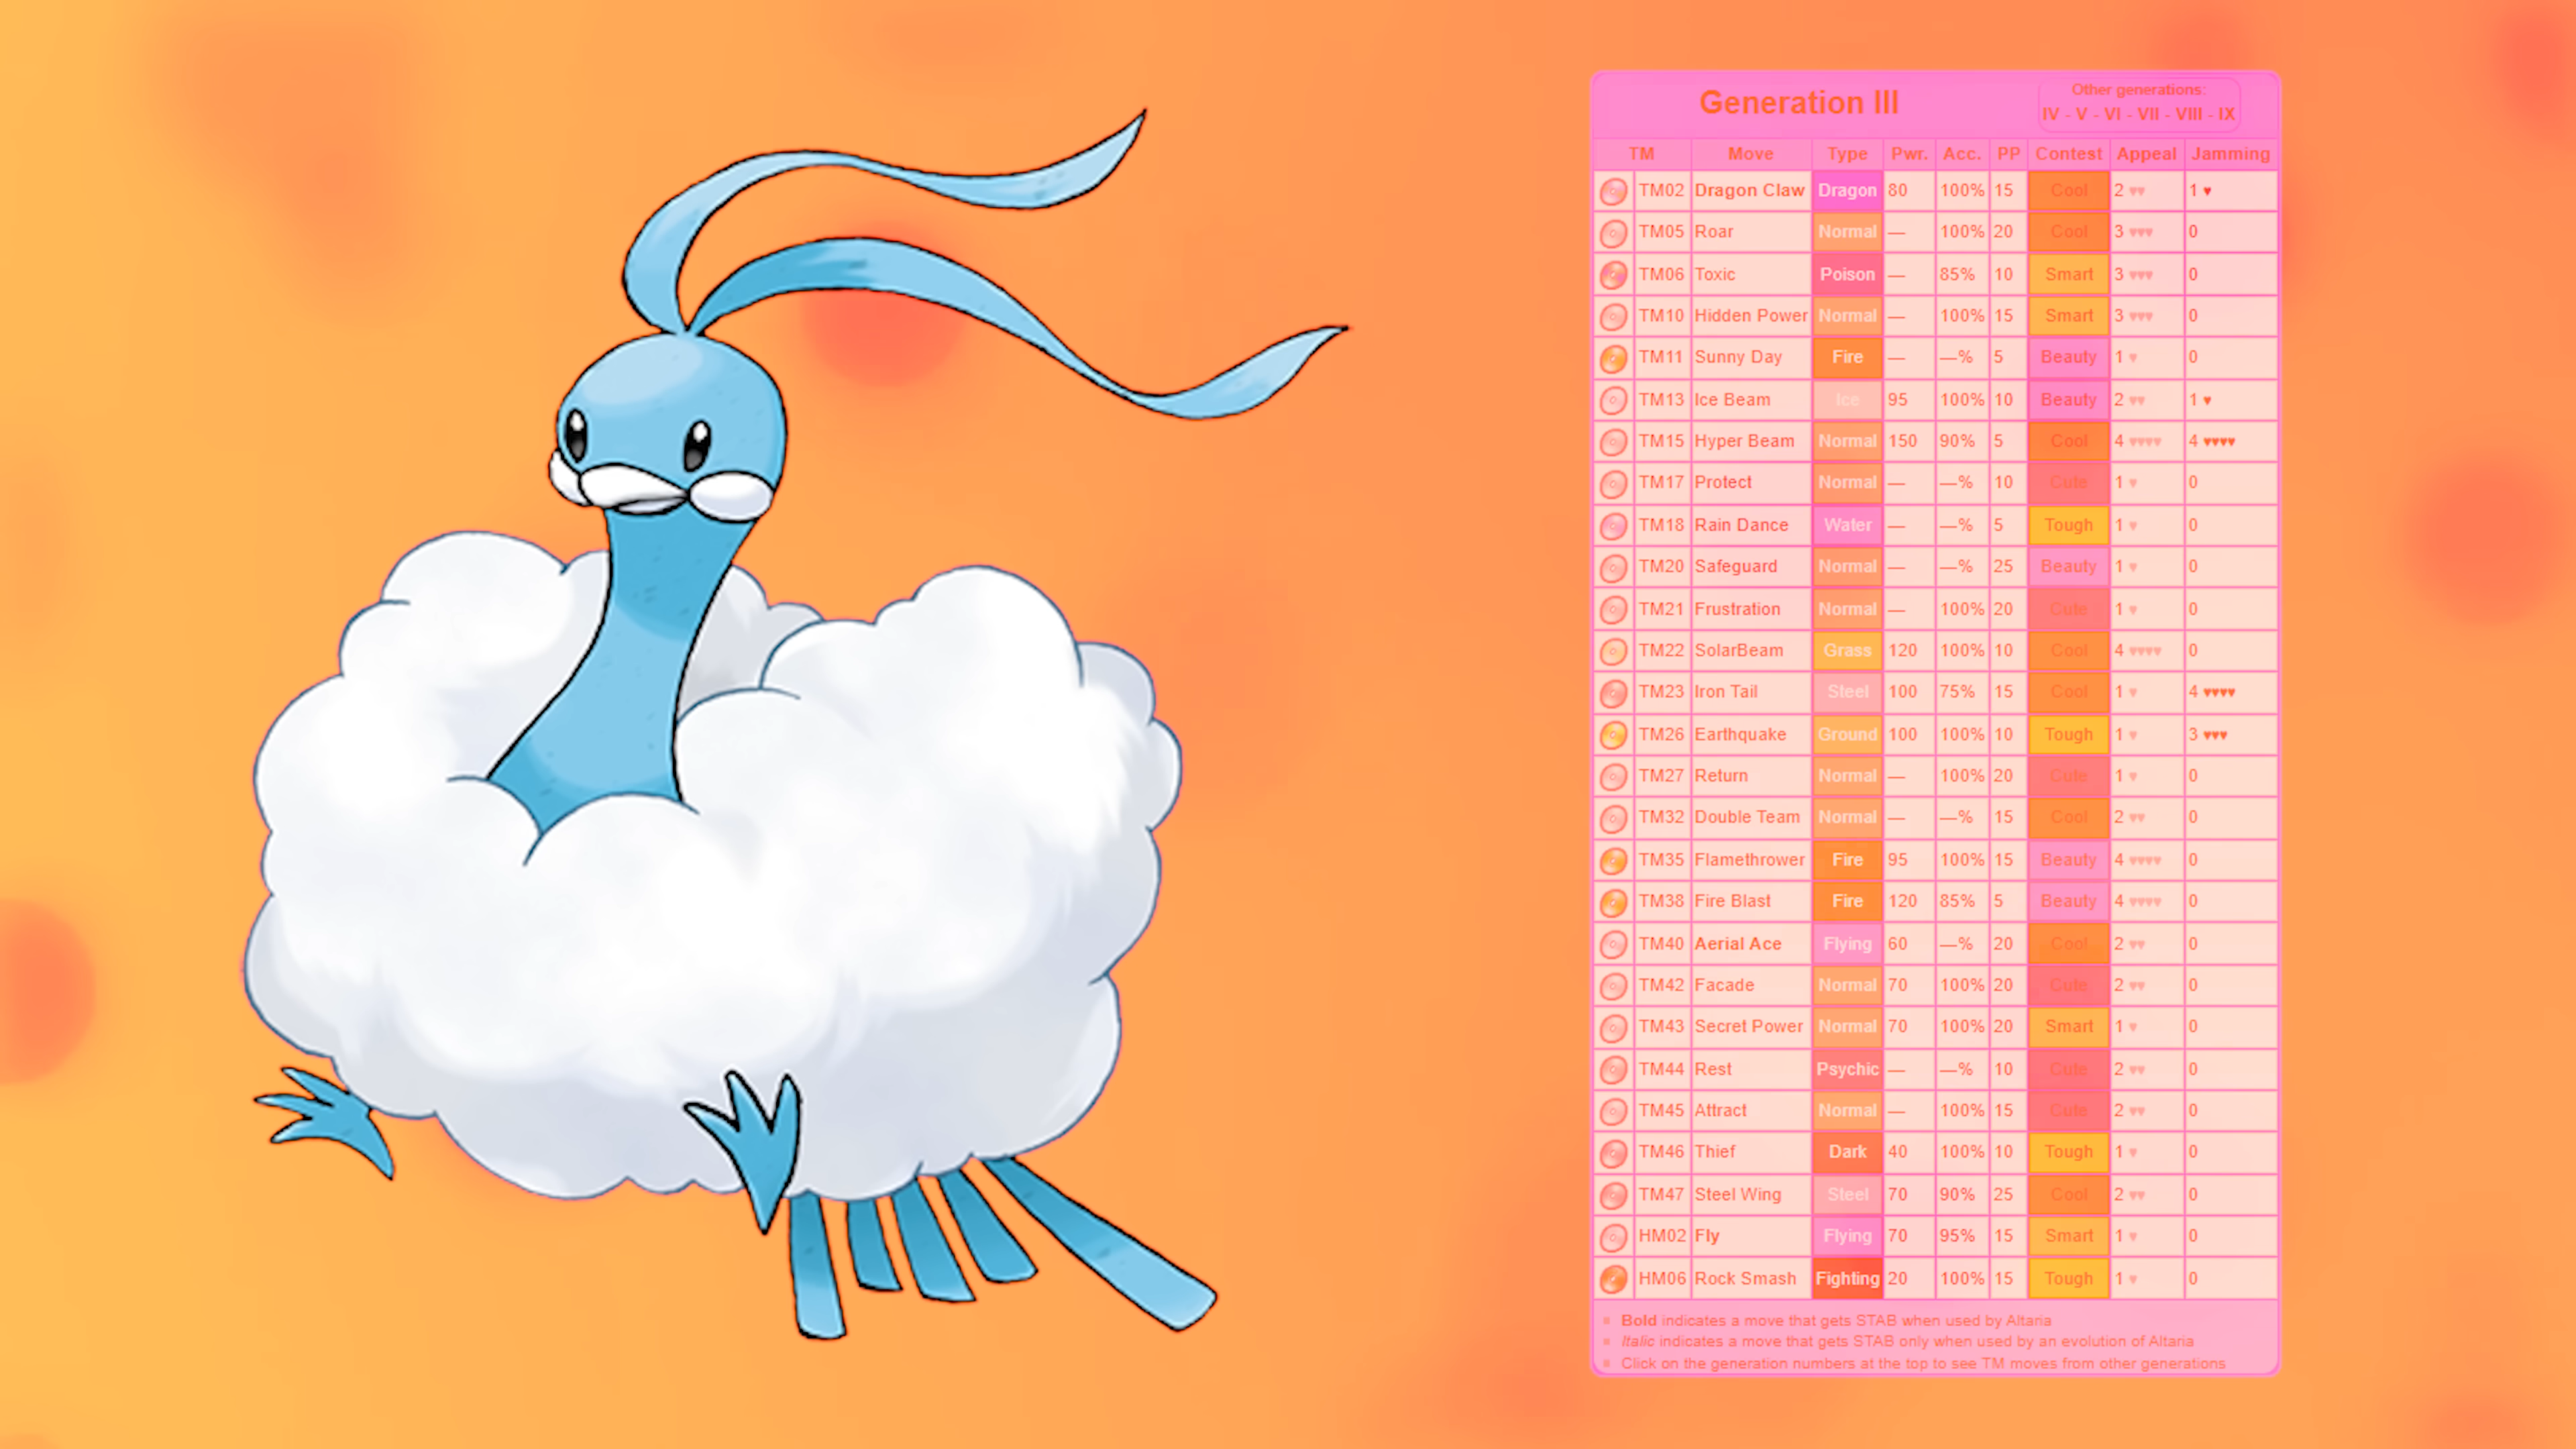 Generation III
Other generations:
IV - V - VI - VII - VIII - IX
TM Move Type Pwr. Acc. PP Contest Appeal Jamming
TM02 Dragon Claw Dragon 80 100% 15 Cool 2 ♥♥ 1 ♥
TM05 Roar Normal — 100% 20 Cool 3 ♥♥♥ 0
TM06 Toxic Poison — 85% 10 Smart 3 ♥♥♥ 0
TM10 Hidden Power Normal — 100% 15 Smart 3 ♥♥♥ 0
TM11 Sunny Day Fire — —% 5 Beauty 1 ♥ 0
TM13 Ice Beam Ice 95 100% 10 Beauty 2 ♥♥ 1 ♥
TM15 Hyper Beam Normal 150 90% 5 Cool 4 ♥♥♥♥ 4 ♥♥♥♥
TM17 Protect Normal — —% 10 Cute 1 ♥ 0
TM18 Rain Dance Water — —% 5 Tough 1 ♥ 0
TM20 Safeguard Normal — —% 25 Beauty 1 ♥ 0
TM21 Frustration Normal — 100% 20 Cute 1 ♥ 0
TM22 SolarBeam Grass 120 100% 10 Cool 4 ♥♥♥♥ 0
TM23 Iron Tail Steel 100 75% 15 Cool 1 ♥ 4 ♥♥♥♥
TM26 Earthquake Ground 100 100% 10 Tough 1 ♥ 3 ♥♥♥
TM27 Return Normal — 100% 20 Cute 1 ♥ 0
TM32 Double Team Normal — —% 15 Cool 2 ♥♥ 0
TM35 Flamethrower Fire 95 100% 15 Beauty 4 ♥♥♥♥ 0
TM38 Fire Blast Fire 120 85% 5 Beauty 4 ♥♥♥♥ 0
TM40 Aerial Ace Flying 60 —% 20 Cool 2 ♥♥ 0
TM42 Facade Normal 70 100% 20 Cute 2 ♥♥ 0
TM43 Secret Power Normal 70 100% 20 Smart 1 ♥ 0
TM44 Rest Psychic — —% 10 Cute 2 ♥♥ 0
TM45 Attract Normal — 100% 15 Cute 2 ♥♥ 0
TM46 Thief Dark 40 100% 10 Tough 1 ♥ 0
TM47 Steel Wing Steel 70 90% 25 Cool 2 ♥♥ 0
HM02 Fly Flying 70 95% 15 Smart 1 ♥ 0
HM06 Rock Smash Fighting 20 100% 15 Tough 1 ♥ 0
Bold indicates a move that gets STAB when used by Altaria
Italic indicates a move that gets STAB only when used by an evolution of Altaria
Click on the generation numbers at the top to see TM moves from other generations